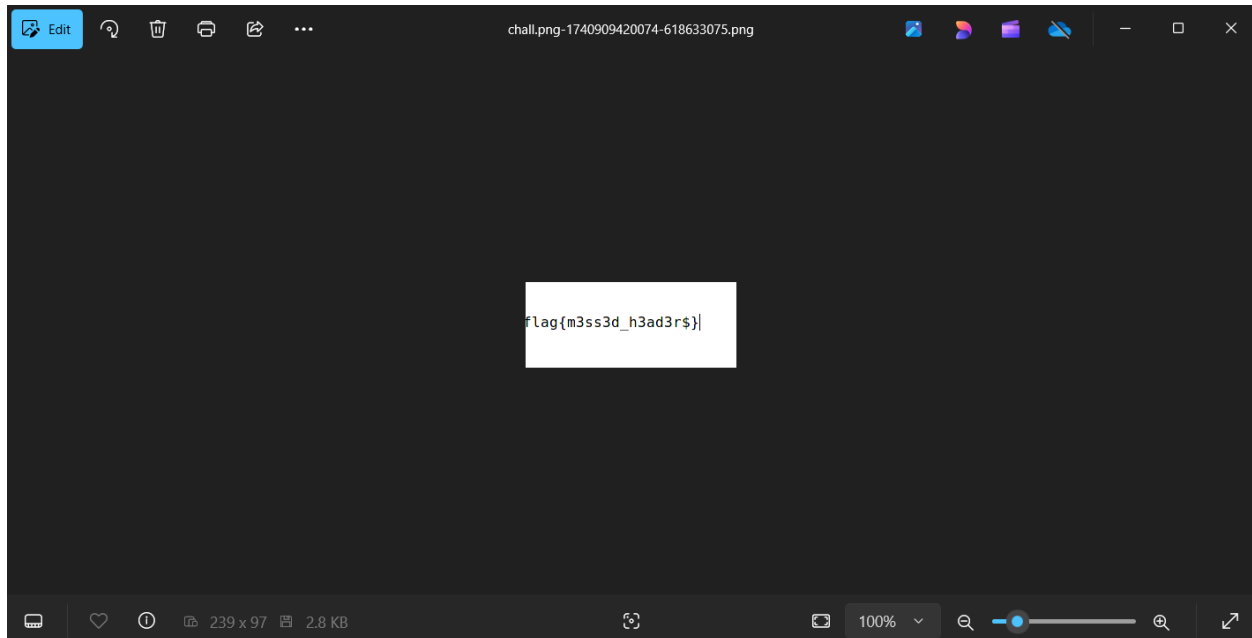 Edit
chall.png-1740909420074-618633075.png
flag{m3ss3d_h3ad3r$}
239 x 97 2.8 KB
100%